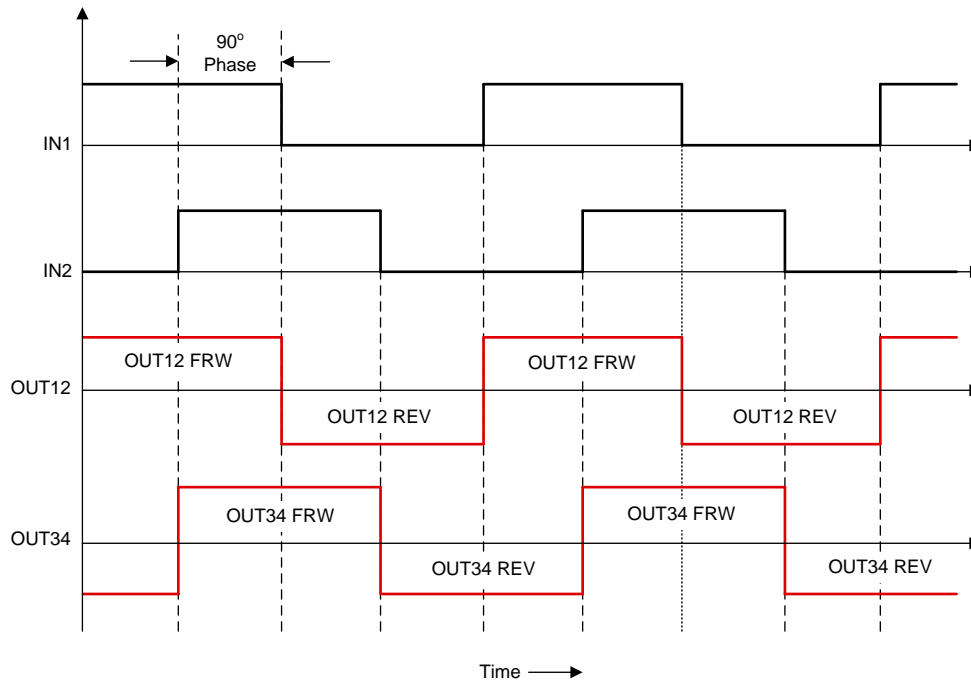 90o
Phase
IN1
IN2
OUT12 FRW
OUT12 FRW
OUT12
OUT12 REV
OUT12 REV
OUT34 FRW
OUT34 FRW
OUT34
OUT34 REV
OUT34 REV
Time